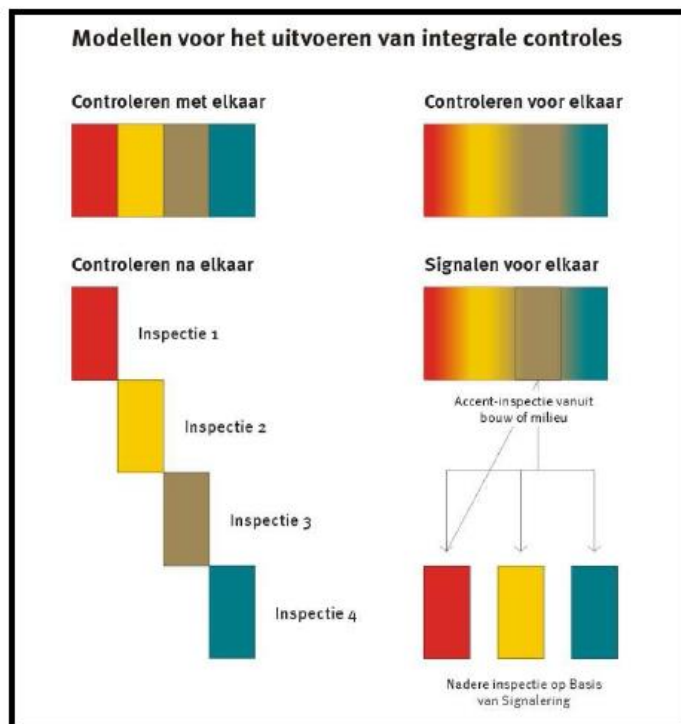 Modellen voor het uitvoeren van integrale controles
Controleren met elkaar
Controleren voor elkaar
Controleren na elkaar
Inspectie 1
Inspectie 2
Inspectie 3
Inspectie 4
Signalen voor elkaar
Accent-inspectie vanuit
bouw of milieu
Nadere inspectie op Basis
van Signalering